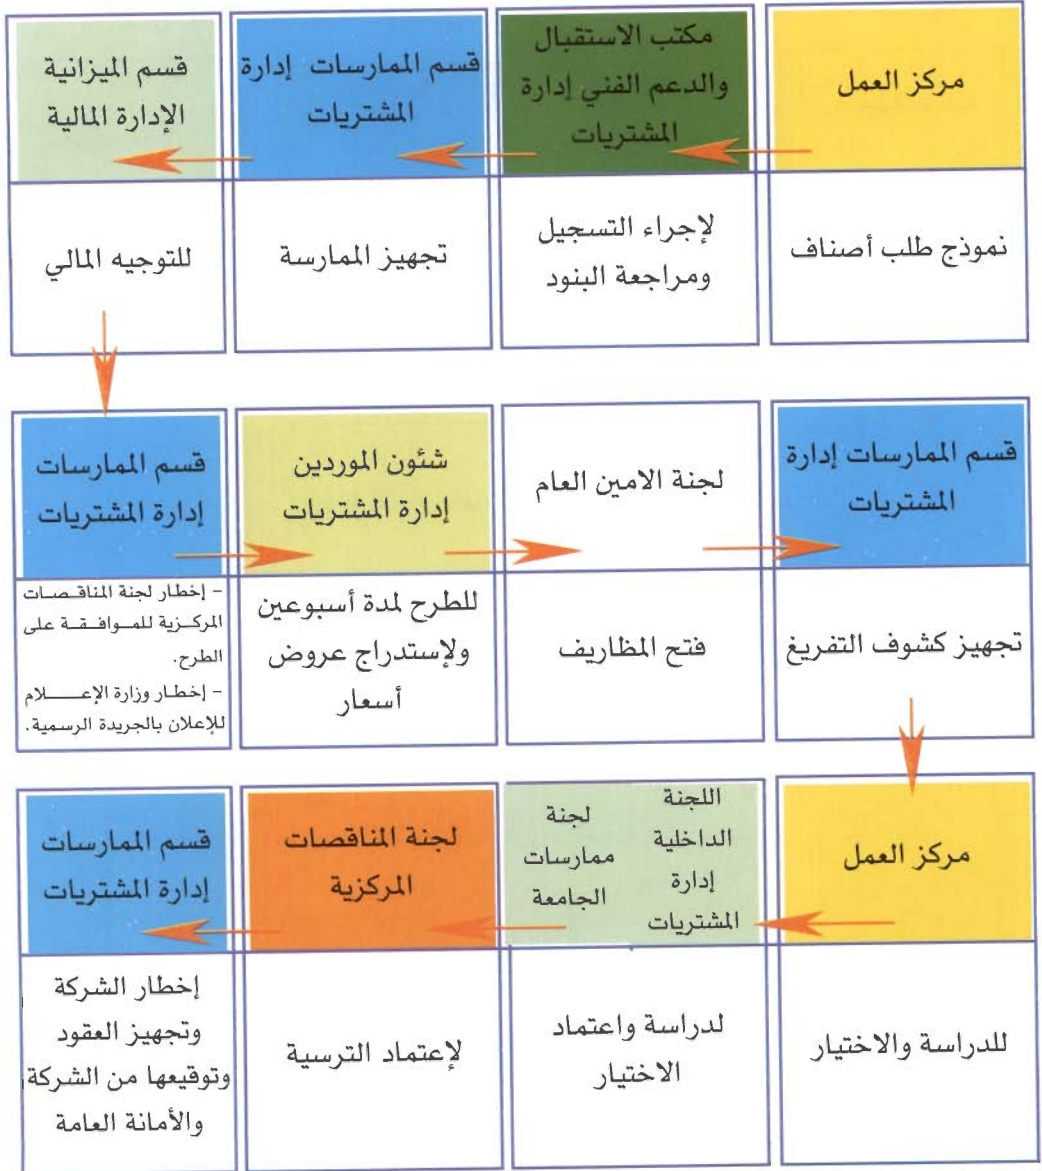 مركز العمل
نموذج طلب أصناف
مكتب الاستقبال
والدعم الفني إدارة
المشتريات
لإجراء التسجيل
ومراجعة البنود
قسم الممارسات إدارة
المشتريات
تجهيز الممارسة
قسم الميزانية
الإدارة المالية
للتوجيه المالي
قسم الممارسات
إدارة المشتريات
- إخطار لجنة المناقصات
المركزية للموافقة على
الطرح.
- إخطار وزارة الإعلام
للإعلان بالجريدة الرسمية.
شئون الموردين
إدارة المشتريات
للطرح لمدة أسبوعين
ولإستدراج عروض
أسعار
لجنة الامين العام
فتح المظاريف
قسم الممارسات إدارة
المشتريات
تجهيز كشوف التفريغ
مركز العمل
للدراسة والاختيار
اللجنة
الداخلية
إدارة
المشتريات
لجنة
ممارسات
الجامعة
لدراسة واعتماد
الاختيار
لجنة المناقصات
المركزية
لإعتماد الترسية
قسم الممارسات
إدارة المشتريات
إخطار الشركة
وتجهيز العقود
وتوقيعها من الشركة
والأمانة العامة